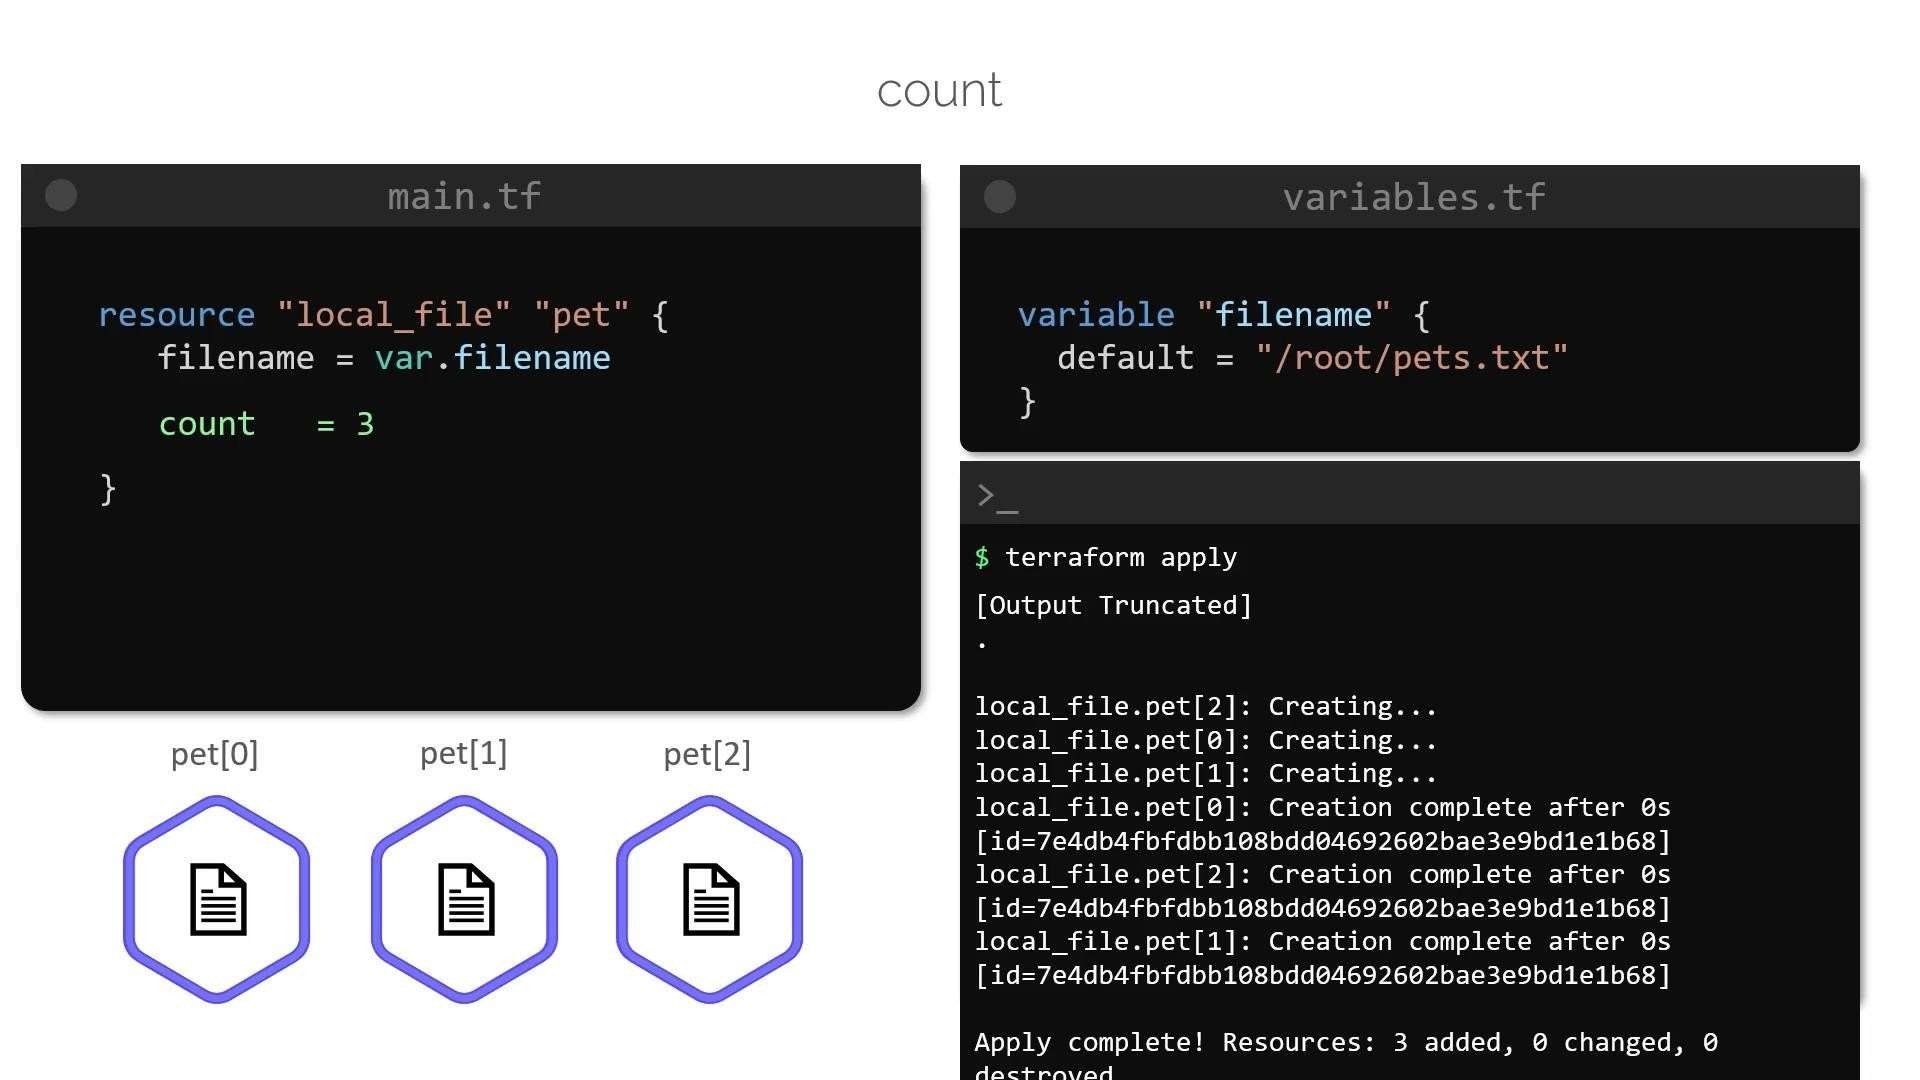 count
main.tf
resource "local_file" "pet" {
filename = var.filename
count = 3
}
pet[0] pet[1] pet[2]
variables.tf
variable "filename" {
default = "/root/pets.txt"
}
>_
$ terraform apply
[Output Truncated]
.
local_file.pet[2]: Creating...
local_file.pet[0]: Creating...
local_file.pet[1]: Creating...
local_file.pet[0]: Creation complete after 0s
[id=7e4db4fbfdbb108bdd04692602bae3e9bd1e1b68]
local_file.pet[2]: Creation complete after 0s
[id=7e4db4fbfdbb108bdd04692602bae3e9bd1e1b68]
local_file.pet[1]: Creation complete after 0s
[id=7e4db4fbfdbb108bdd04692602bae3e9bd1e1b68]
Apply complete! Resources: 3 added, 0 changed, 0
destroyed